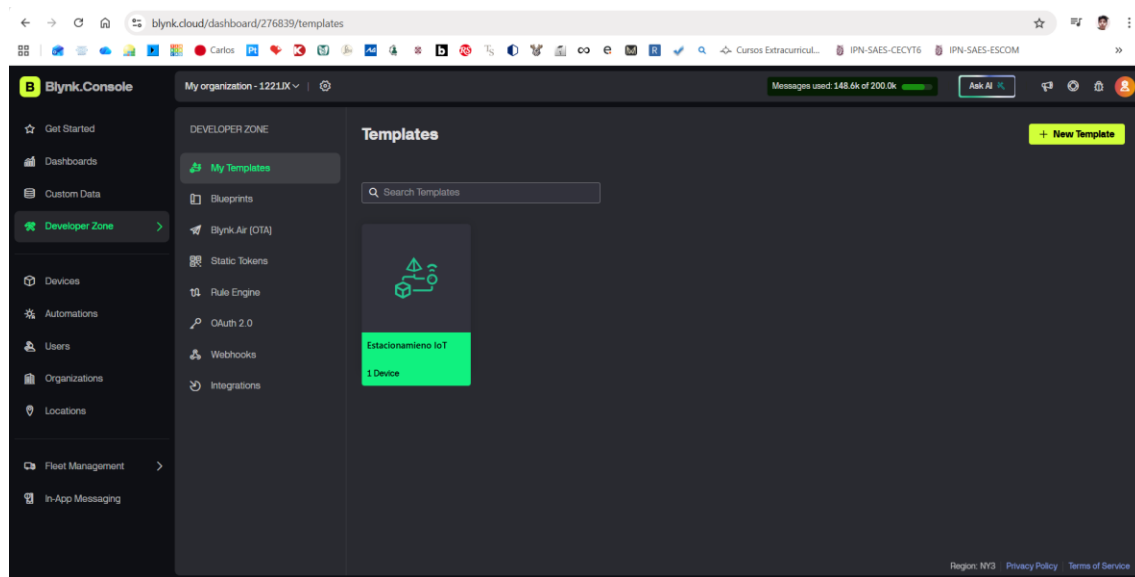 blynk.cloud/dashboard/276839/templates
Carlos
Cursos Extracurricul...
IPN-SAES-CECYT6
IPN-SAES-ESCOM
B Blynk.Console
My organization - 1221JX
Messages used: 148.6k of 200.0k
Ask AI
Get Started
Dashboards
Custom Data
Developer Zone
Devices
Automations
Users
Organizations
Locations
Fleet Management
In-App Messaging
DEVELOPER ZONE
My Templates
Blueprints
Blynk.Air (OTA)
Static Tokens
Rule Engine
OAuth 2.0
Webhooks
Integrations
Templates
+ New Template
Search Templates
Estacionamieno IoT
1 Device
Region: NY3
Privacy Policy
Terms of Service